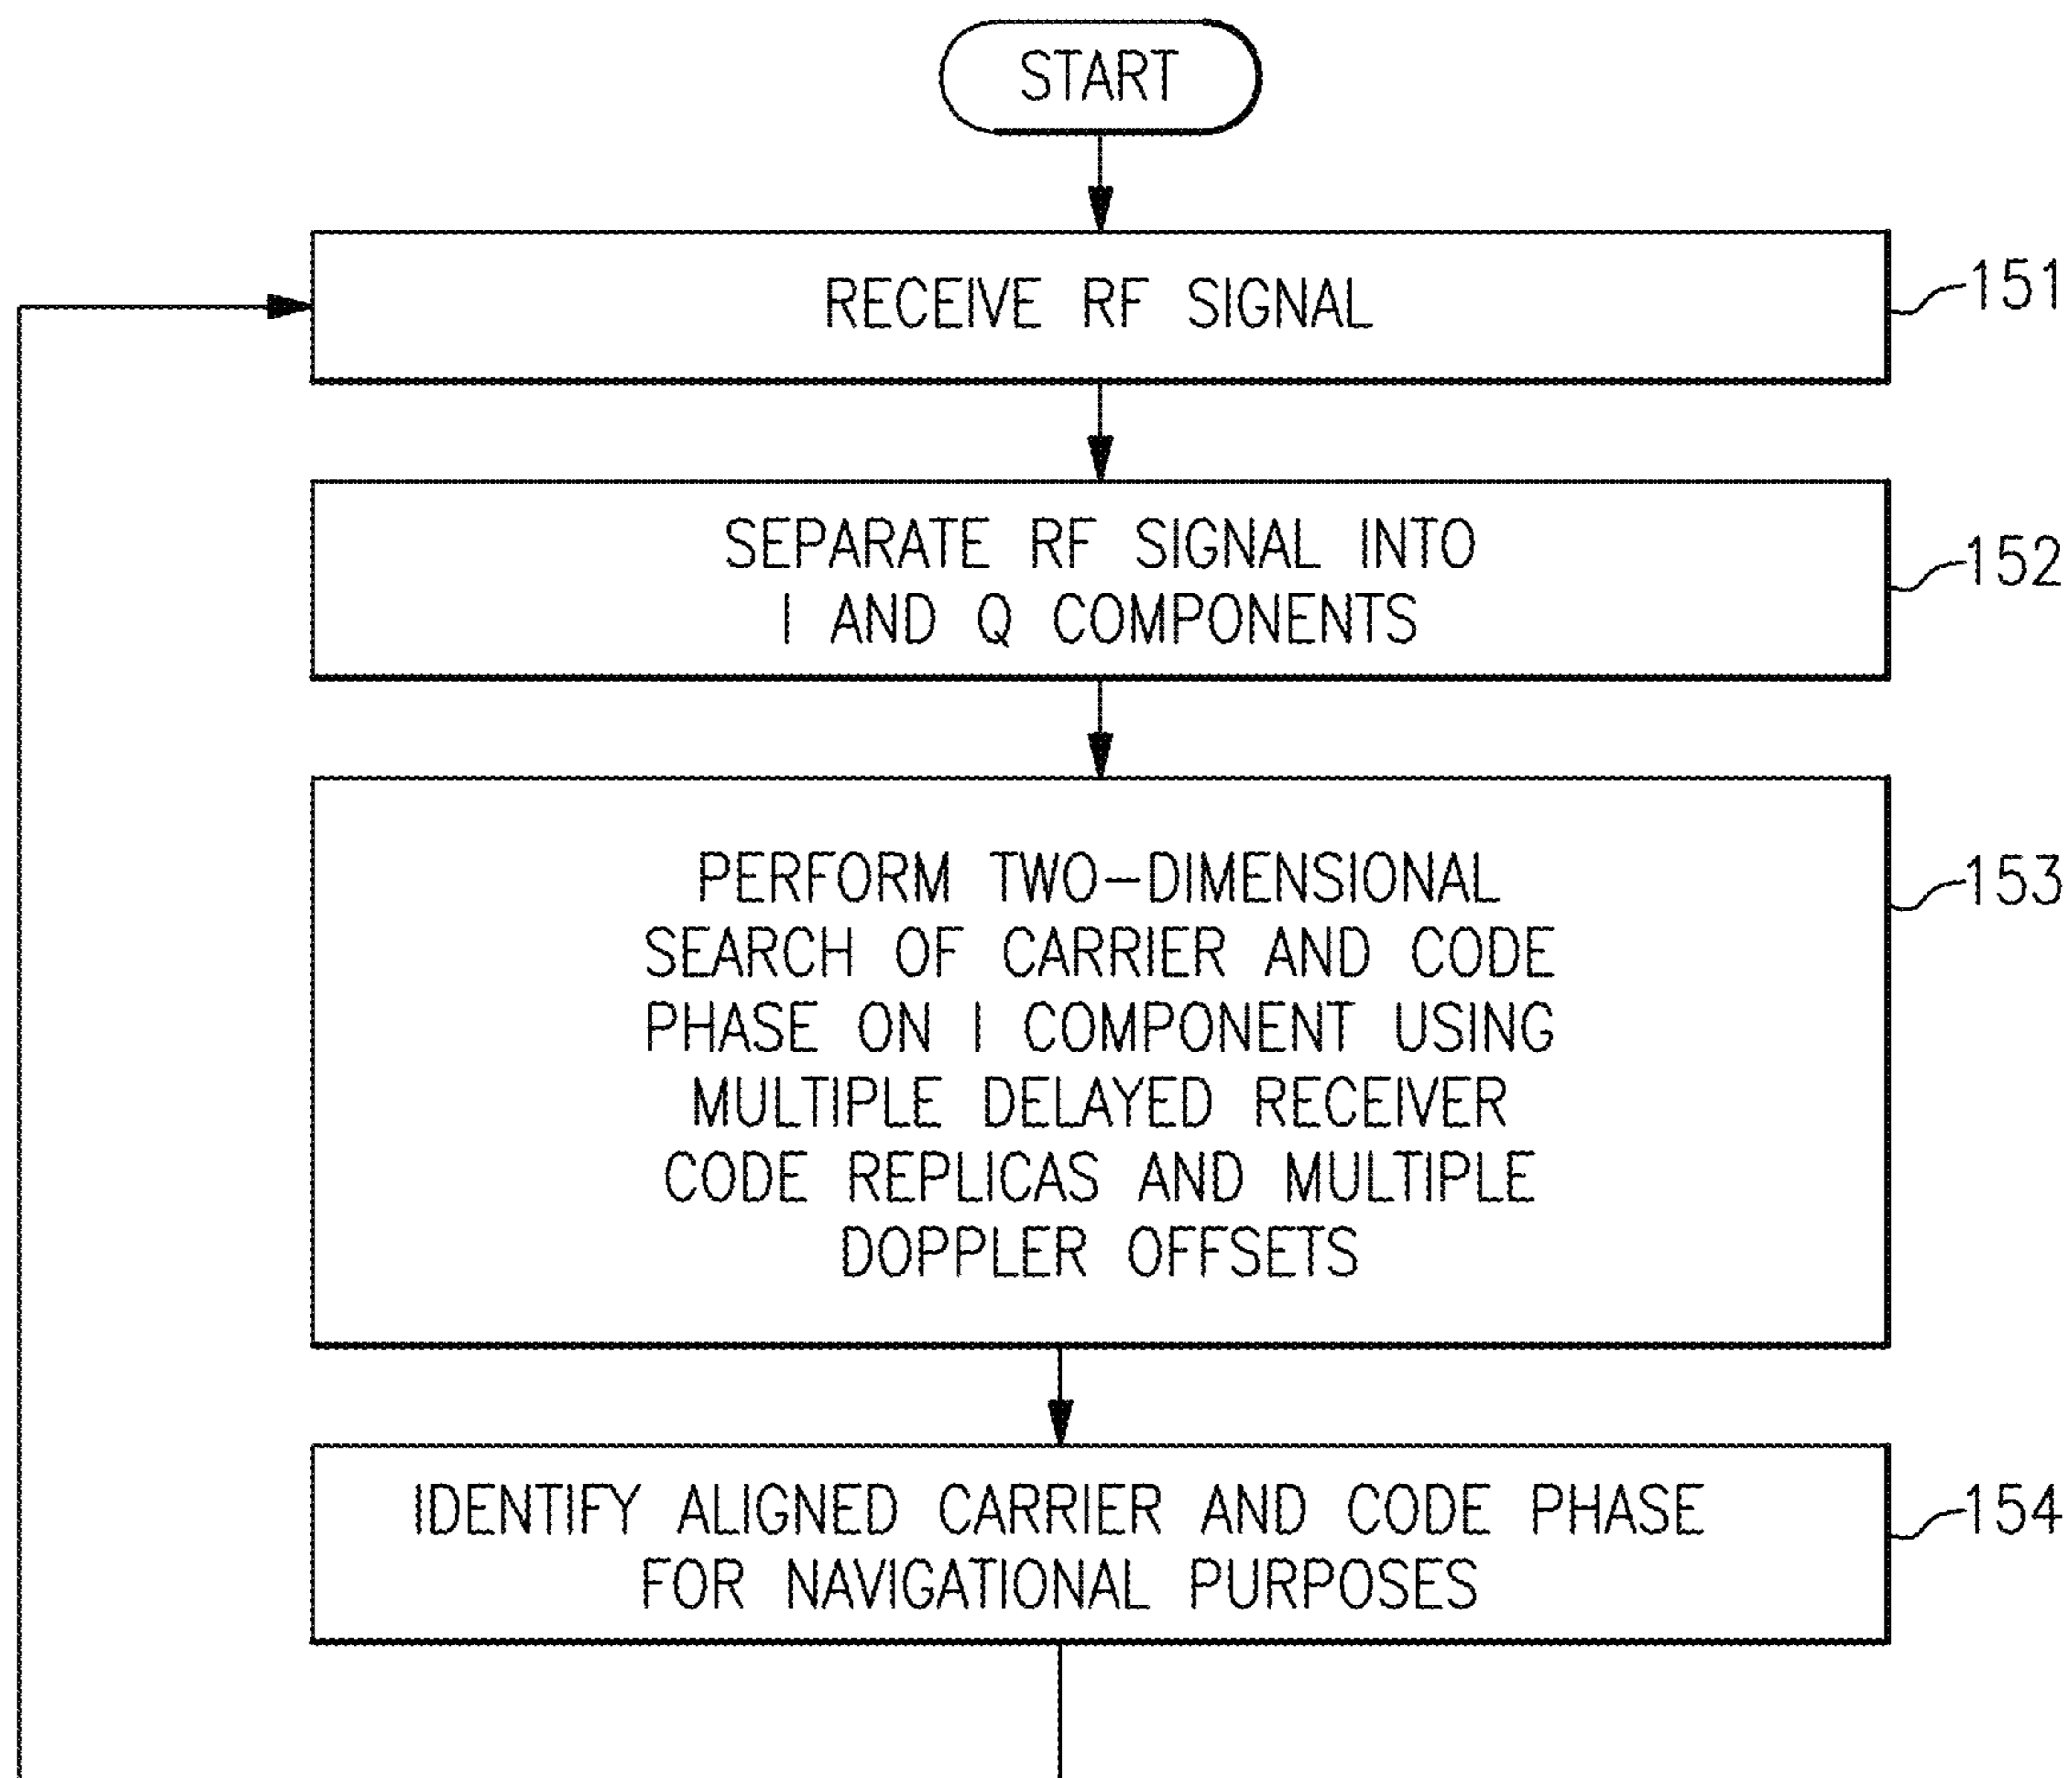 START
RECEIVE RF SIGNAL
151
SEPARATE RF SIGNAL INTO
I AND Q COMPONENTS
152
PERFORM TWO-DIMENSIONAL
SEARCH OF CARRIER AND CODE
PHASE ON I COMPONENT USING
MULTIPLE DELAYED RECEIVER
CODE REPLICAS AND MULTIPLE
DOPPLER OFFSETS
153
IDENTIFY ALIGNED CARRIER AND CODE PHASE
FOR NAVIGATIONAL PURPOSES
154